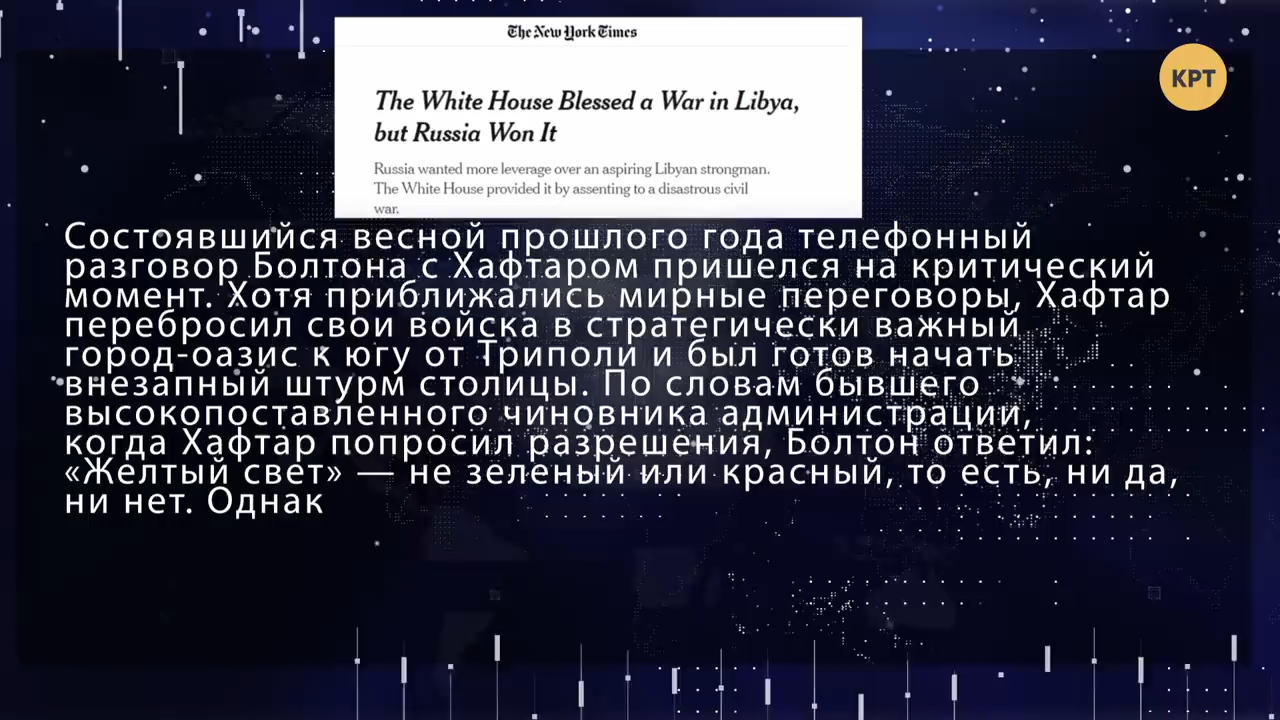 The New York Times
КРТ
The White House Blessed a War in Libya,
but Russia Won It
Russia wanted more leverage over an aspiring Libyan strongman.
The White House provided it by assenting to a disastrous civil
war.
Состоявшийся весной прошлого года телефонный
разговор Болтона с Хафтаром пришелся на критический
момент. Хотя приближались мирные переговоры, Хафтар
перебросил свои войска в стратегически важный
город-оазис к югу от Триполи и был готов начать
внезапный штурм столицы. По словам бывшего
высокопоставленного чиновника администрации,
когда Хафтар попросил разрешения, Болтон ответил:
«Желтый свет» — не зеленый или красный, то есть, ни да,
ни нет. Однак